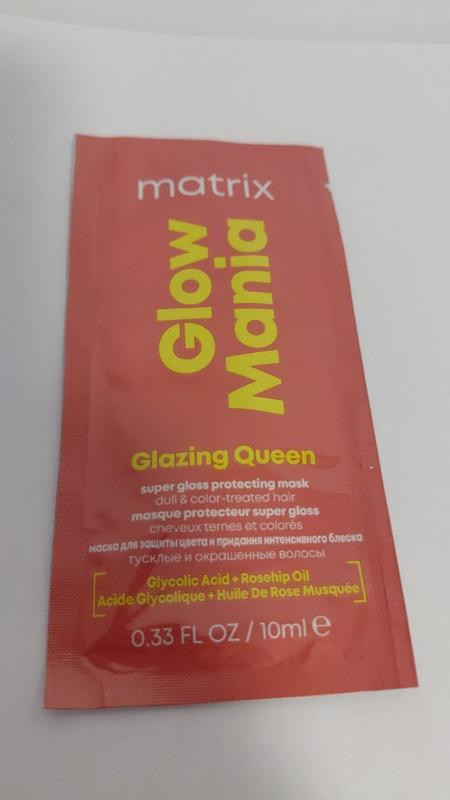 matrix
Glow
Mania
Glazing Queen
super gloss protecting mask
dull & color-treated hair
masque protecteur super gloss
cheveux ternes et colorés
маска для защиты цвета и придания интенсивного блеска
тусклые и окрашенные волосы
Glycolic Acid + Rosehip Oil
Acide Glycolique + Huile De Rose Musquée
0.33 FL OZ / 10ml ℮